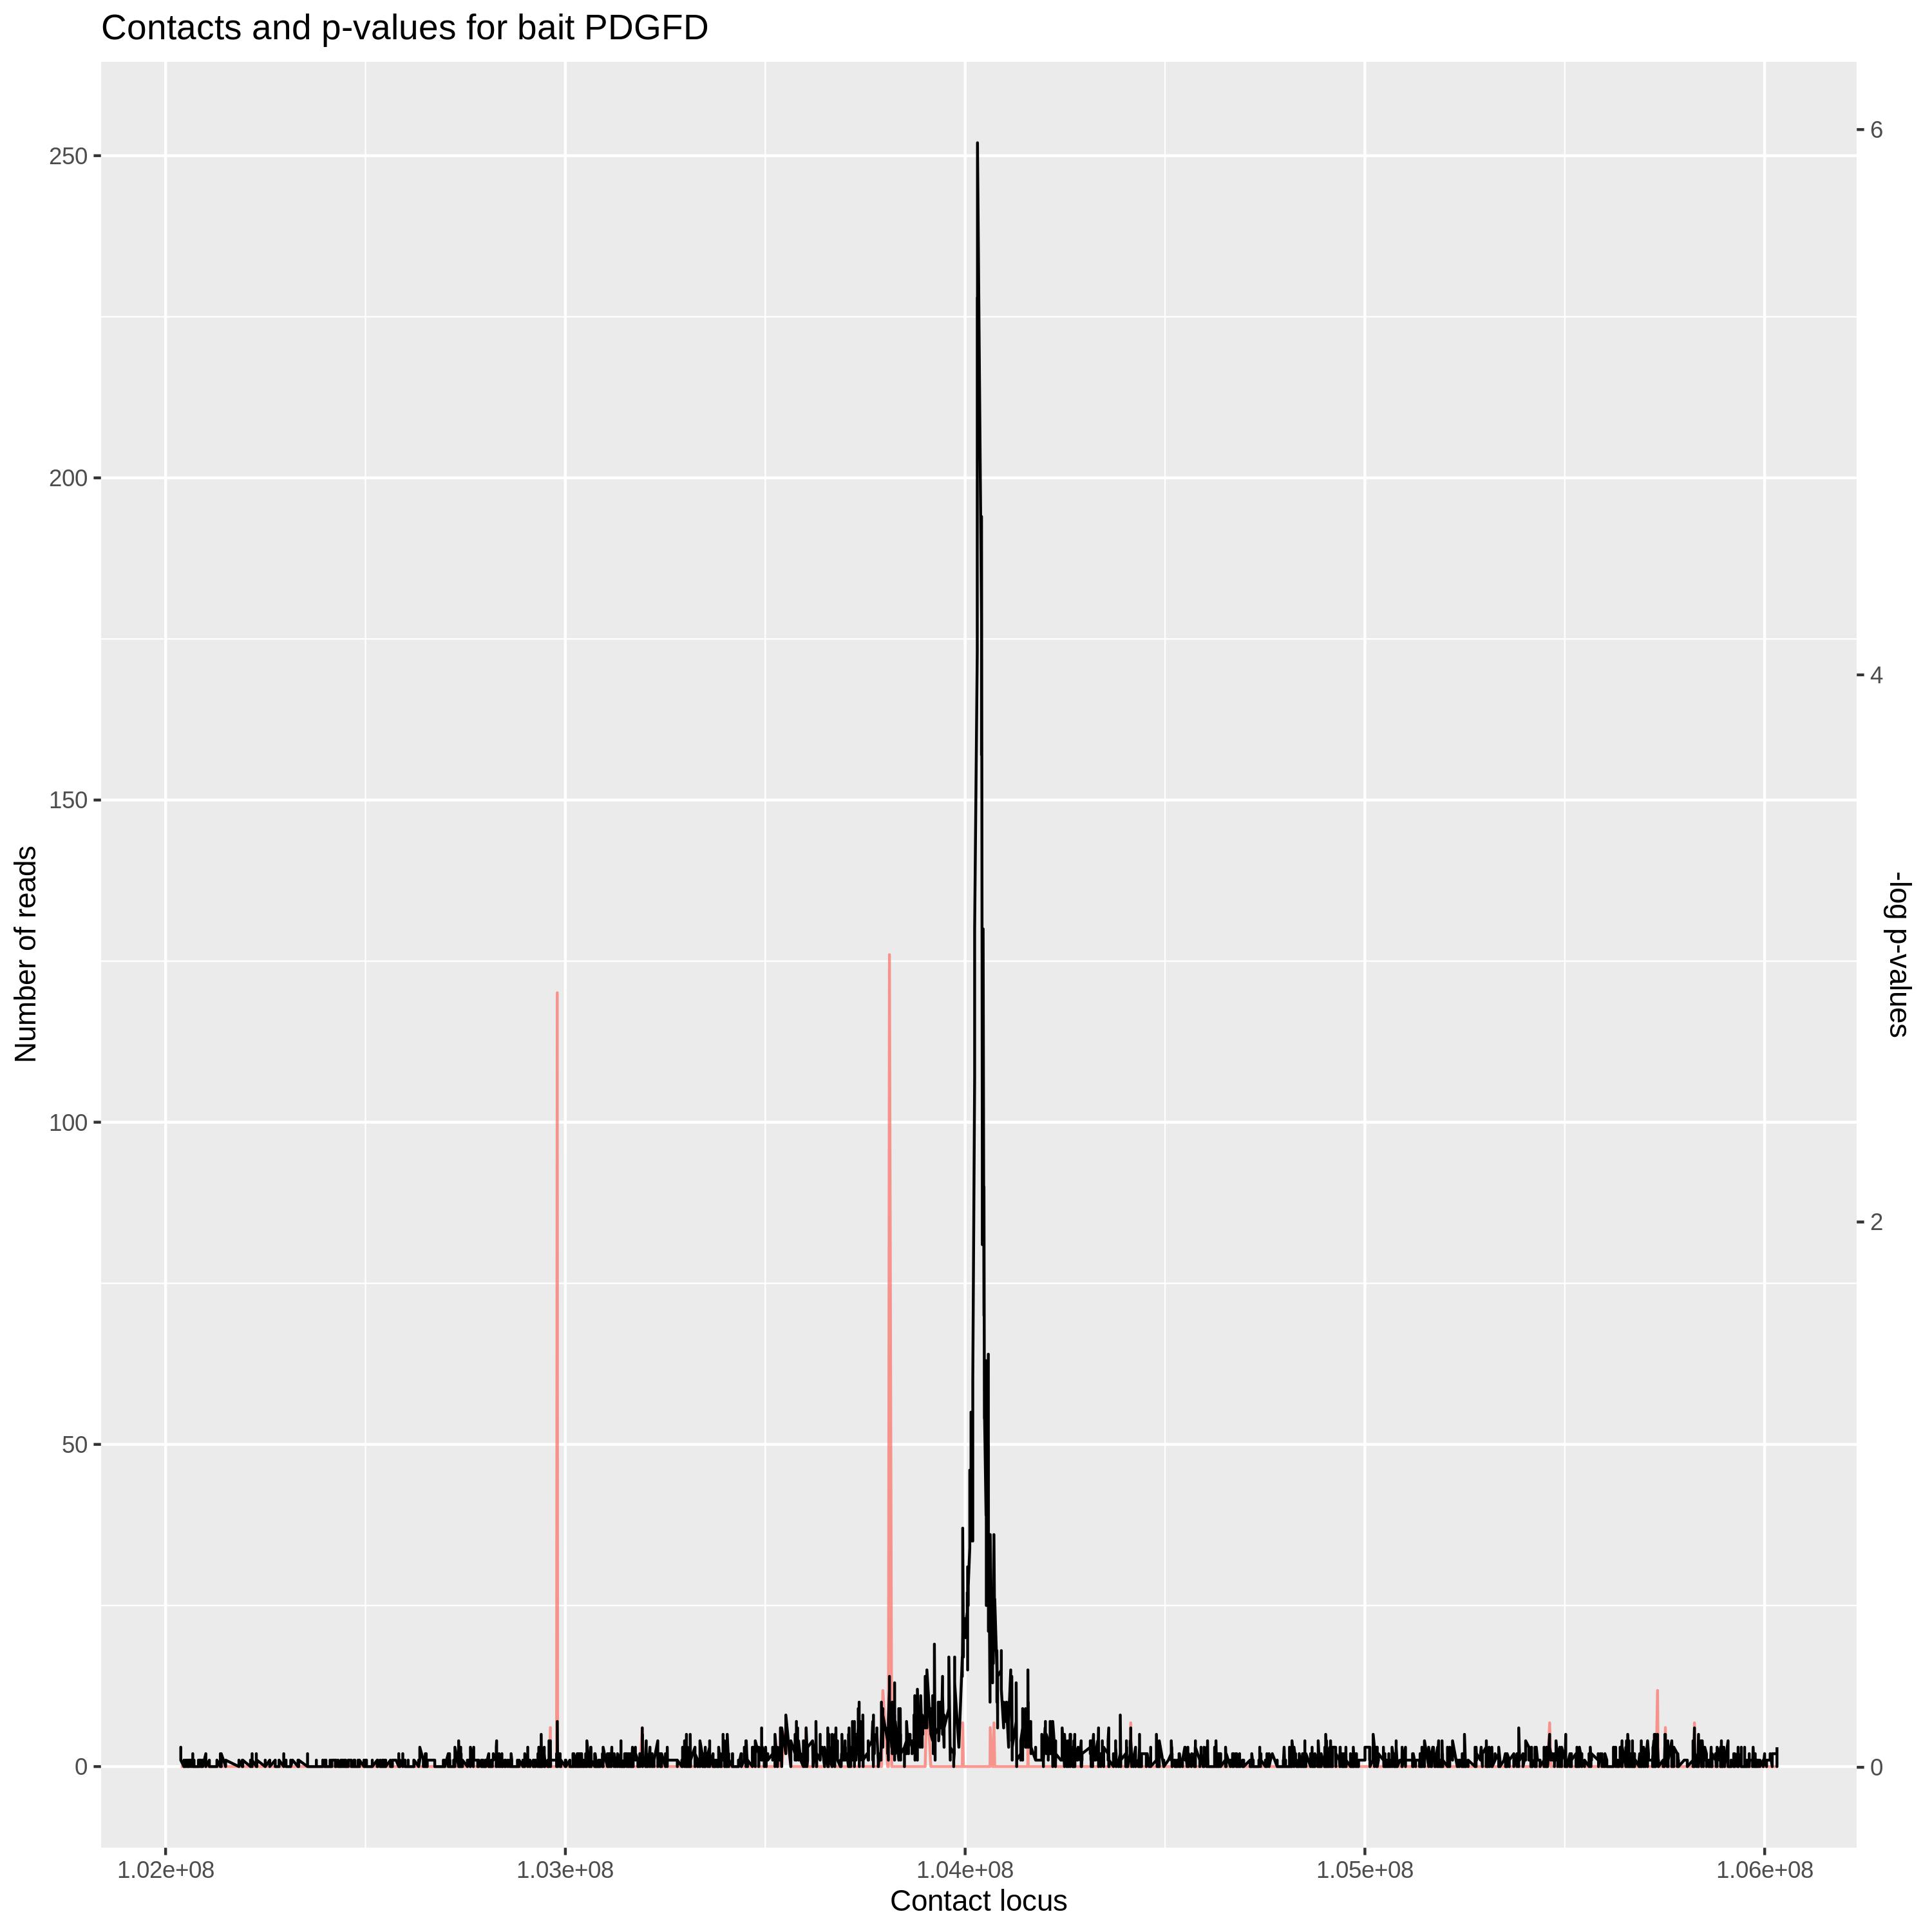 Contacts and p-values for bait PDGFD
250
200
150
100
50
0
Number of reads
6
4
2
0
-log p-values
1.02e+08
1.03e+08
1.04e+08
1.05e+08
1.06e+08
Contact locus